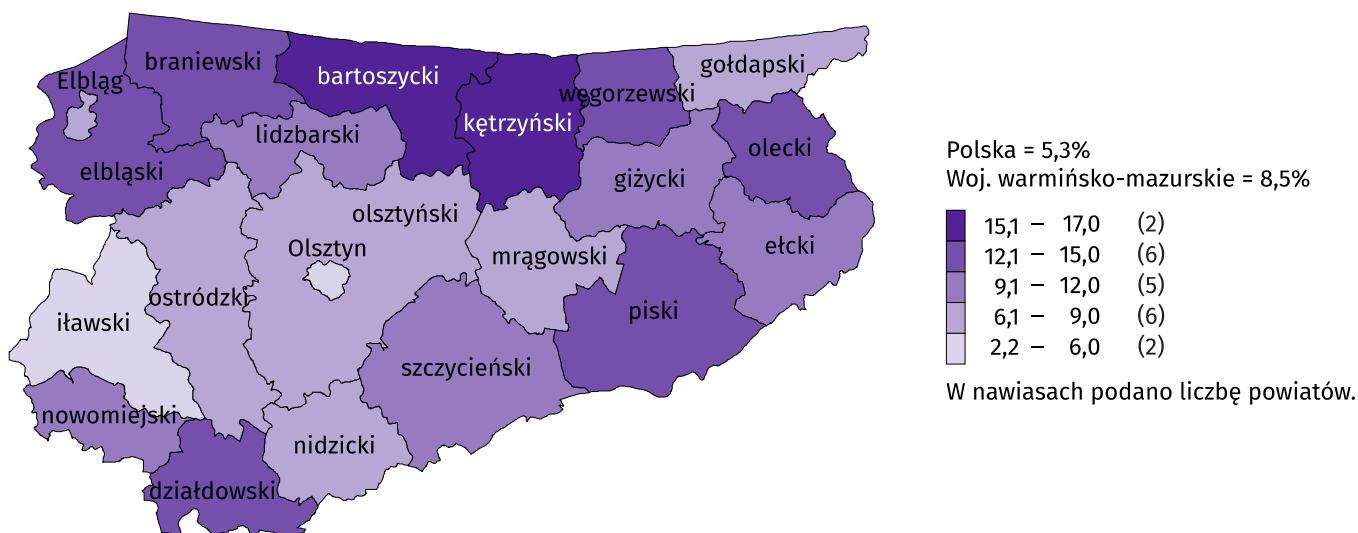 braniewski
bartoszycki
gołdapski
Elbląg
węgorzewski
kętrzyński
lidzbarski
olecki
elbląski
giżycki
olsztyński
Olsztyn
mrągowski
ełcki
ostródzki
iławski
piski
szczycieński
nowomiejski
nidzicki
działdowski
Polska = 5,3%
Woj. warmińsko-mazurskie = 8,5%
15,1 – 17,0 (2)
12,1 – 15,0 (6)
9,1 – 12,0 (5)
6,1 – 9,0 (6)
2,2 – 6,0 (2)
W nawiasach podano liczbę powiatów.